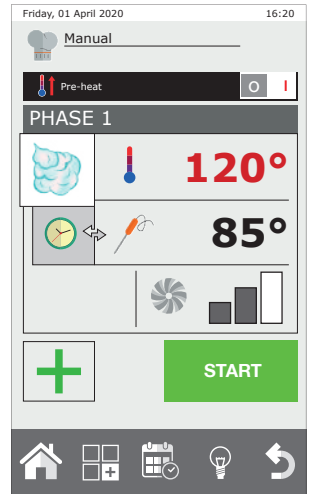 Friday, 01 April 2020 16:20
Manual
Pre-heat O I
PHASE 1
120°
85°
START